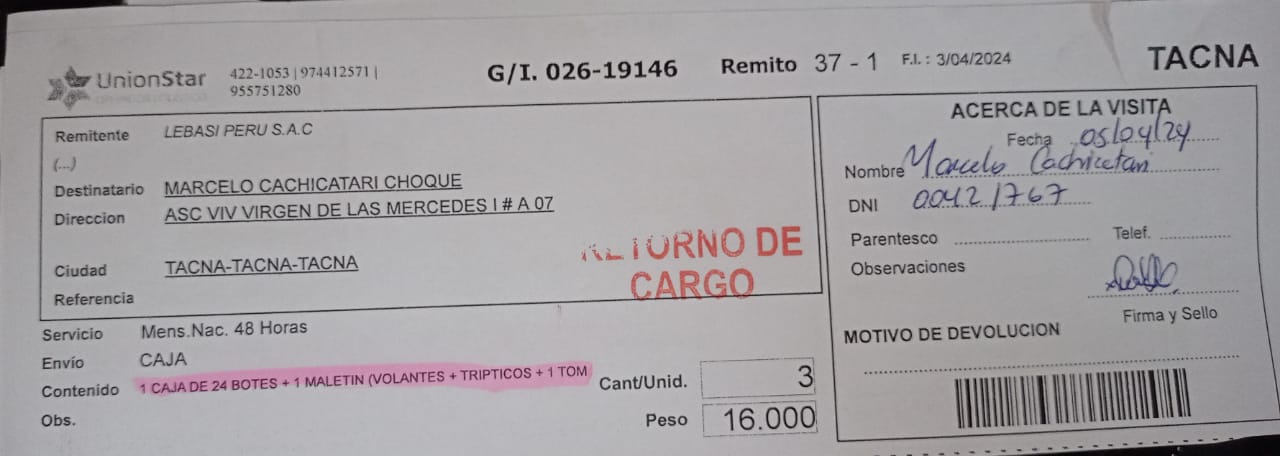 UnionStar
422-1053 | 974412571 |
955751280
G/I. 026-19146
Remito 37 - 1
F.I. : 3/04/2024
TACNA
Remitente LEBASI PERU S.A.C
(...)
Destinatario MARCELO CACHICATARI CHOQUE
Direccion ASC VIV VIRGEN DE LAS MERCEDES I # A 07
Ciudad TACNA-TACNA-TACNA
Referencia
RETORNO DE
CARGO
Servicio Mens.Nac. 48 Horas
Envío CAJA
Contenido 1 CAJA DE 24 BOTES + 1 MALETIN (VOLANTES + TRIPTICOS + 1 TOM
Obs.
Cant/Unid. 3
Peso 16.000
ACERCA DE LA VISITA
Fecha 05/04/24
Nombre Marcelo Cachicatari
DNI 00421767
Parentesco
Telef.
Observaciones
Firma y Sello
MOTIVO DE DEVOLUCION